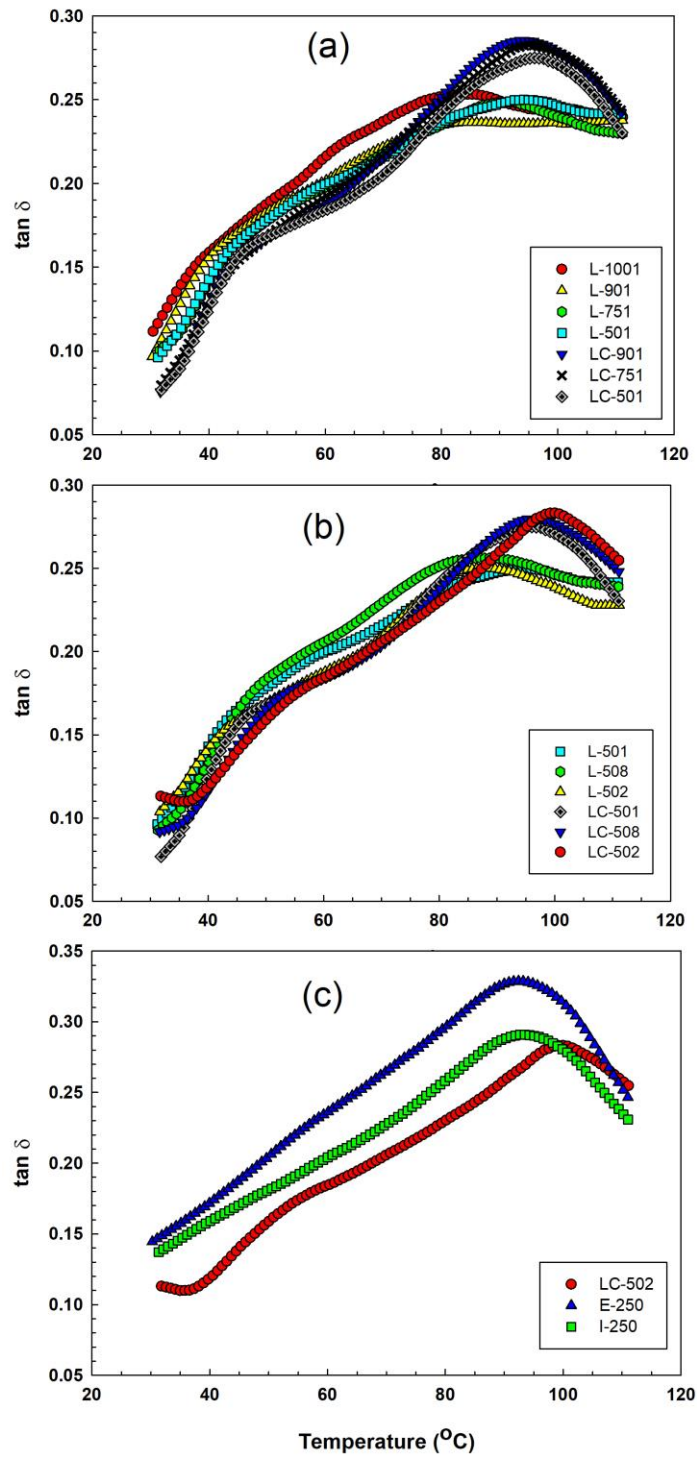 (a)
0.30
0.25
0.20
0.15
0.10
0.05
tan δ
L-1001
L-901
L-751
L-501
LC-901
LC-751
LC-501
20 40 60 80 100 120
(b)
0.30
0.25
0.20
0.15
0.10
0.05
tan δ
L-501
L-508
L-502
LC-501
LC-508
LC-502
20 40 60 80 100 120
(c)
0.35
0.30
0.25
0.20
0.15
0.10
0.05
tan δ
LC-502
E-250
I-250
20 40 60 80 100 120
Temperature (°C)